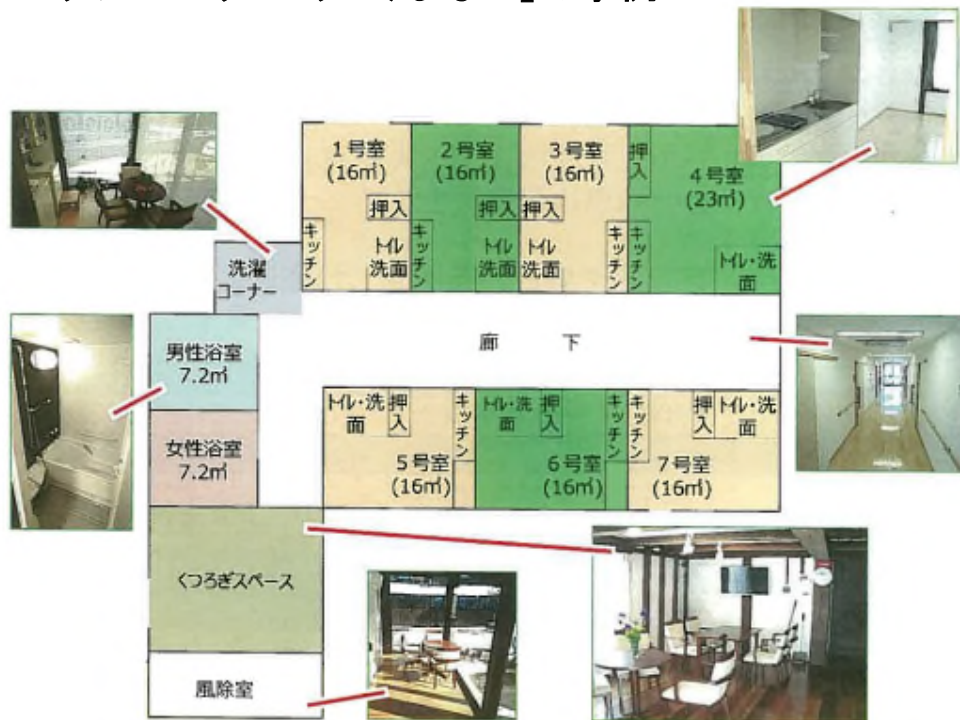 1号室
(16㎡)
押入
キッチン
トイレ
洗面
2号室
(16㎡)
押入
キッチン
トイレ
洗面
3号室
(16㎡)
押入
トイレ
洗面
キッチン
押入
4号室
(23㎡)
キッチン
トイレ・洗
面
洗濯
コーナー
廊 下
男性浴室
7.2㎡
女性浴室
7.2㎡
トイレ・洗
面
押入
キッチン
5号室
(16㎡)
トイレ・洗
面
押入
キッチン
6号室
(16㎡)
キッチン
押入
トイレ・洗
面
7号室
(16㎡)
くつろぎスペース
風除室